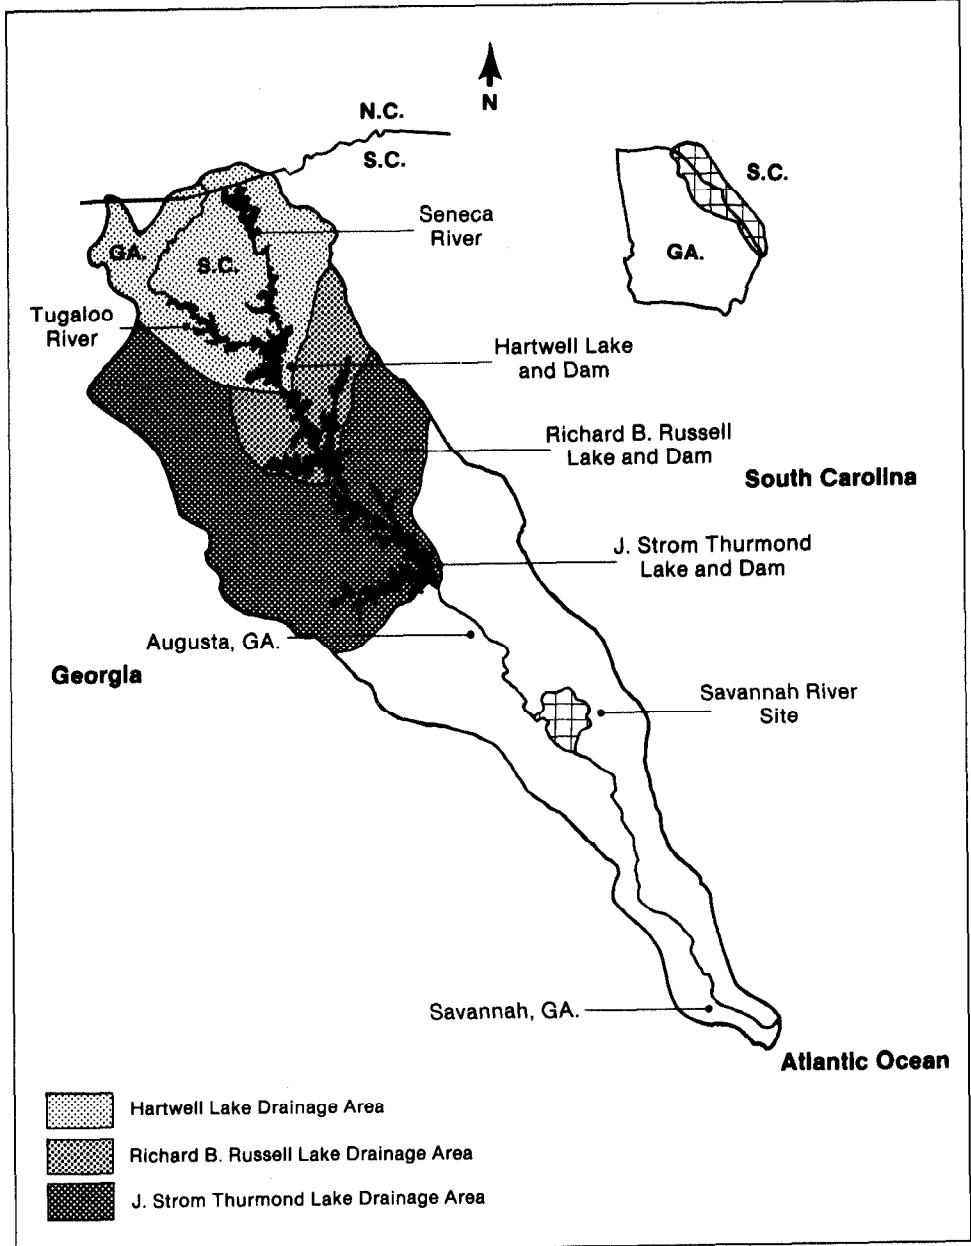 N
N.C.
S.C.
S.C.
GA.
Seneca
River
GA.
S.C.
Tugaloo
River
Hartwell Lake
and Dam
Richard B. Russell
Lake and Dam
South Carolina
J. Strom Thurmond
Lake and Dam
Augusta, GA.
Georgia
Savannah River
Site
Savannah, GA.
Atlantic Ocean
Hartwell Lake Drainage Area
Richard B. Russell Lake Drainage Area
J. Strom Thurmond Lake Drainage Area